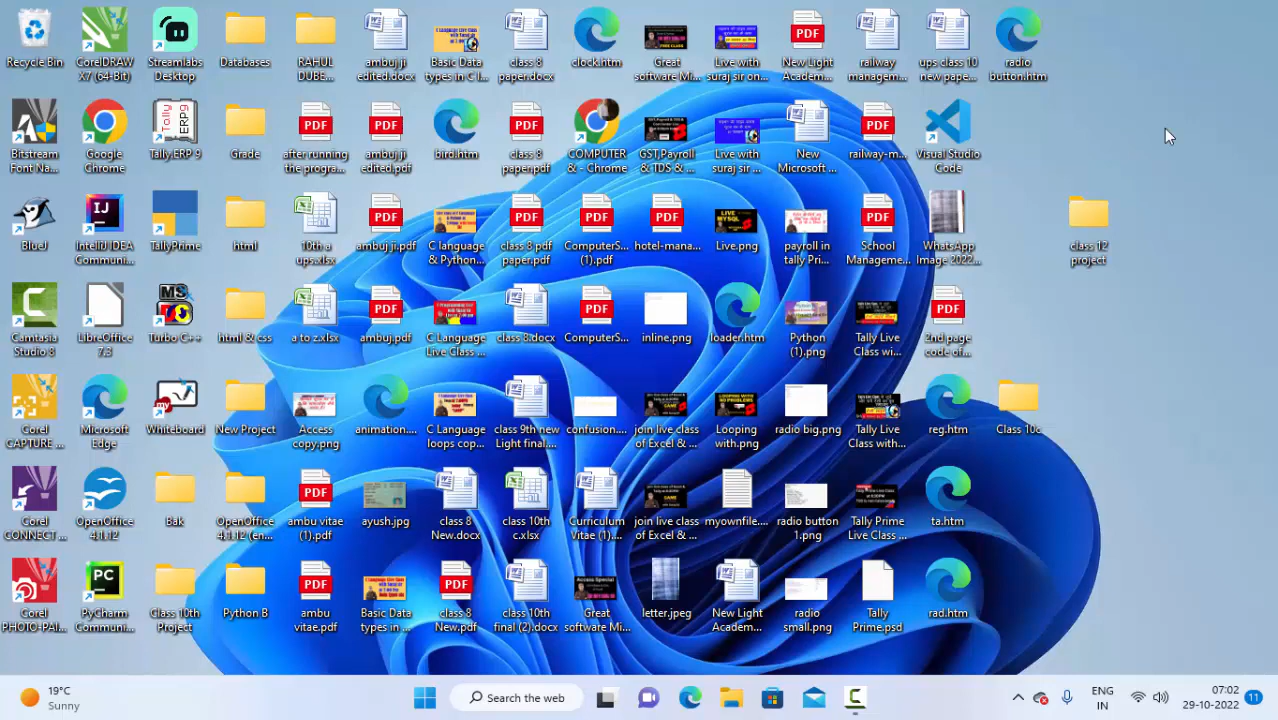 Recycle Bin
CorelDRAW
X7 (64-Bit)
Streamlabs
Desktop
Databases
RAHUL
DUBE...
ambu ji
edited.docx
Basic Data
types in C l...
class 8
paper.docx
clock.htm
Great
software Mi...
Live with
suraj sir on...
New Light
Academ...
railway
managem...
ups class 10
new pape...
radio
button.htm
Bitstream
Font Na...
Google
Chrome
Tally.ERP 9
Grade
after running
the progra...
ambuj ji
edited.pdf
bird.htm
class 8
paper.pdf
COMPUTER
& - Chrome
GST,Payroll
& TDS & ...
Live with
suraj sir ...
New
Microsoft ...
railway-m...
Visual Studio
Code
BlueJ
IntelliJ IDEA
Communi...
TallyPrime
html
10th a
ups.xlsx
ambuj ji.pdf
C language
& Python...
class 8 pdf
paper.pdf
ComputerS...
(1).pdf
hotel-mana...
Live.png
payroll in
tally Pri...
School
Manageme...
WhatsApp
Image 2022...
class 12
project
Camtasia
Studio 8
LibreOffice
7.3
Turbo C++
html & css
a to z.xlsx
ambuj.pdf
C Language
Live Class ...
class 8.docx
ComputerS...
inline.png
loader.htm
Python
(1).png
Tally Live
Class wi...
2nd page
code of...
Corel
CAPTURE ...
Microsoft
Edge
Whiteboard
New Project
Access
copy.png
animation....
C Language
loops cop...
class 9th new
Light final....
confusion....
join live class
of Excel & ...
Looping
with.png
radio big.png
Tally Live
Class with...
reg.htm
Class 10c
Corel
CONNECT ...
OpenOffice
4.1.12
Bak
OpenOffice
4.1.12 (en...
ambu vitae
(1).pdf
ayush.jpg
class 8
New.docx
class 10th
c.xlsx
Curriculum
Vitae (1)....
join live class
of Excel & ...
myownfile....
radio button
1.png
Tally Prime
Live Class ...
ta.htm
Corel
PHOTO-PAI...
PyCharm
Communi...
Class 10th
Project
Python B
ambu
vitae.pdf
Basic Data
types in ...
class 8
New.pdf
class 10th
final (2).docx
Great
software Mi...
letter.jpeg
New Light
Academ...
radio
small.png
Tally
Prime.psd
rad.htm
19°C
Sunny
Search the web
ENG
IN
07:02
29-10-2022
11